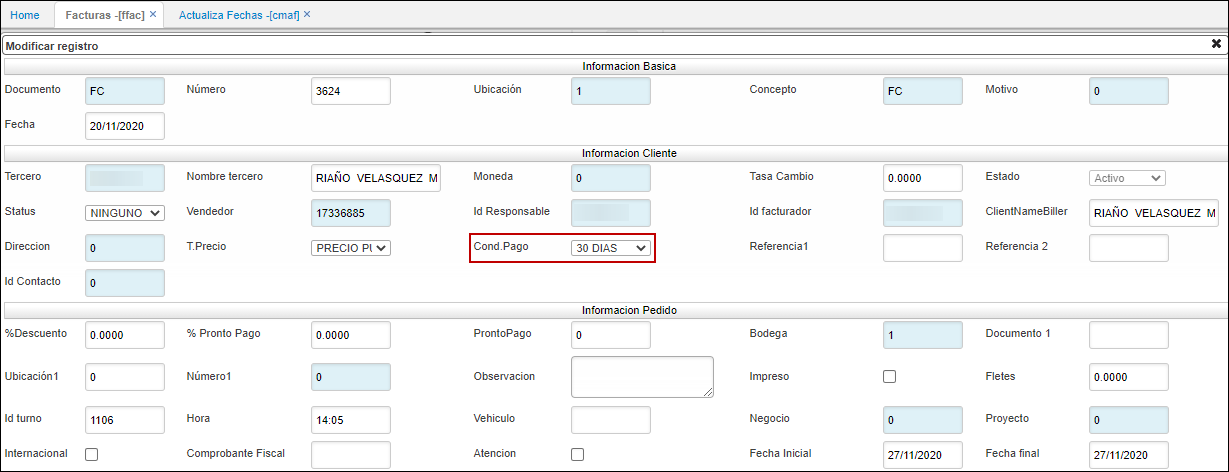 Home Facturas -[ffac] × Actualiza Fechas -[cmaf] ×
Modificar registro
Informacion Basica
Documento FC Número 3624 Ubicación 1 Concepto FC Motivo 0
Fecha 20/11/2020
Informacion Cliente
Tercero Nombre tercero RIAÑO VELASQUEZ M Moneda 0 Tasa Cambio 0.0000 Estado Activo
Status NINGUNO Vendedor 17336885 Id Responsable Id facturador ClientNameBiller RIAÑO VELASQUEZ M
Direccion 0 T.Precio PRECIO PU Cond.Pago 30 DIAS Referencia1 Referencia 2
Id Contacto 0
Informacion Pedido
%Descuento 0.0000 % Pronto Pago 0.0000 ProntoPago 0 Bodega 1 Documento 1
Ubicación1 0 Número1 0 Observacion Impreso Fletes 0.0000
Id turno 1106 Hora 14:05 Vehiculo Negocio 0 Proyecto 0
Internacional Comprobante Fiscal Atencion Fecha Inicial 27/11/2020 Fecha final 27/11/2020